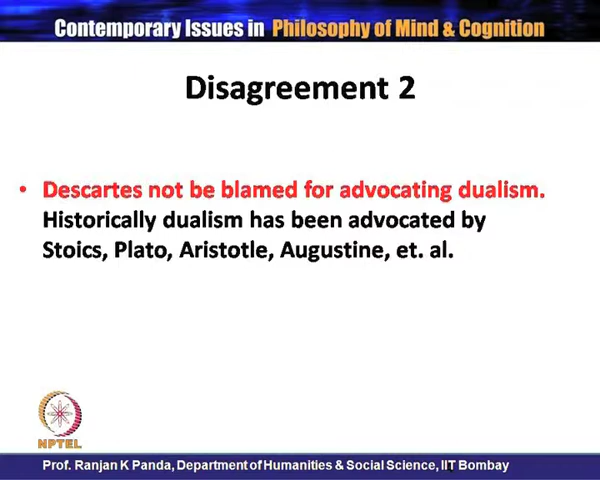 Contemporary Issues in Philosophy of Mind & Cognition
Disagreement 2
• Descartes not be blamed for advocating dualism.
Historically dualism has been advocated by
Stoics, Plato, Aristotle, Augustine, et. al.
NPTEL
Prof. Ranjan K Panda, Department of Humanities & Social Science, IIT Bombay